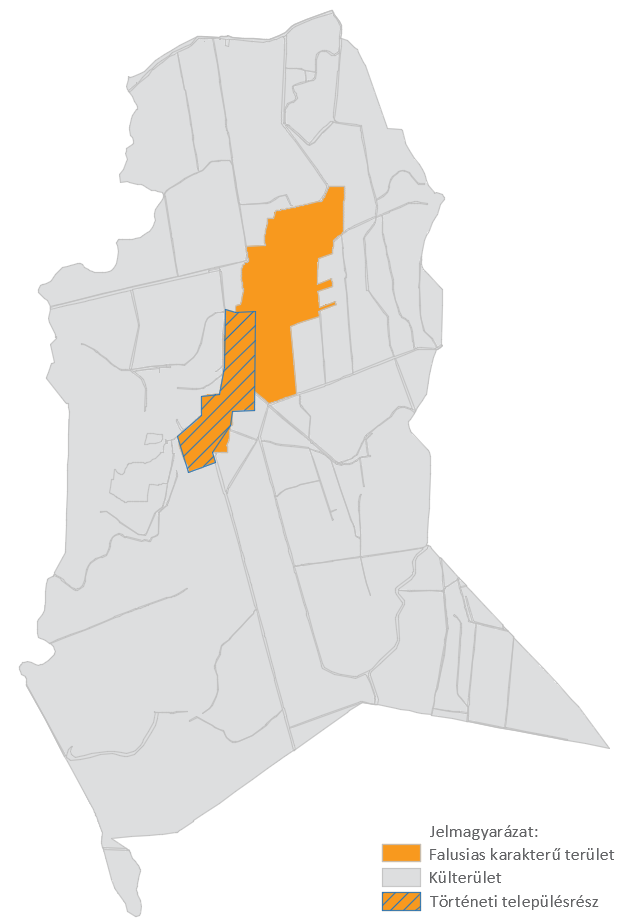 Jelmagyarázat:
Falusias karakterű terület
Külterület
Történeti településrész